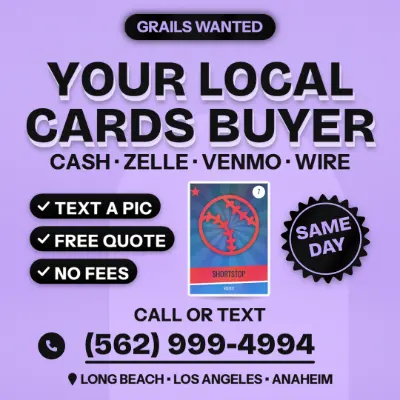 GRAILS WANTED
YOUR LOCAL
CARDS BUYER
CASH · ZELLE · VENMO · WIRE
TEXT A PIC
FREE QUOTE
NO FEES
SHORTSTOP
SAME
DAY
CALL OR TEXT
(562) 999-4994
LONG BEACH • LOS ANGELES • ANAHEIM